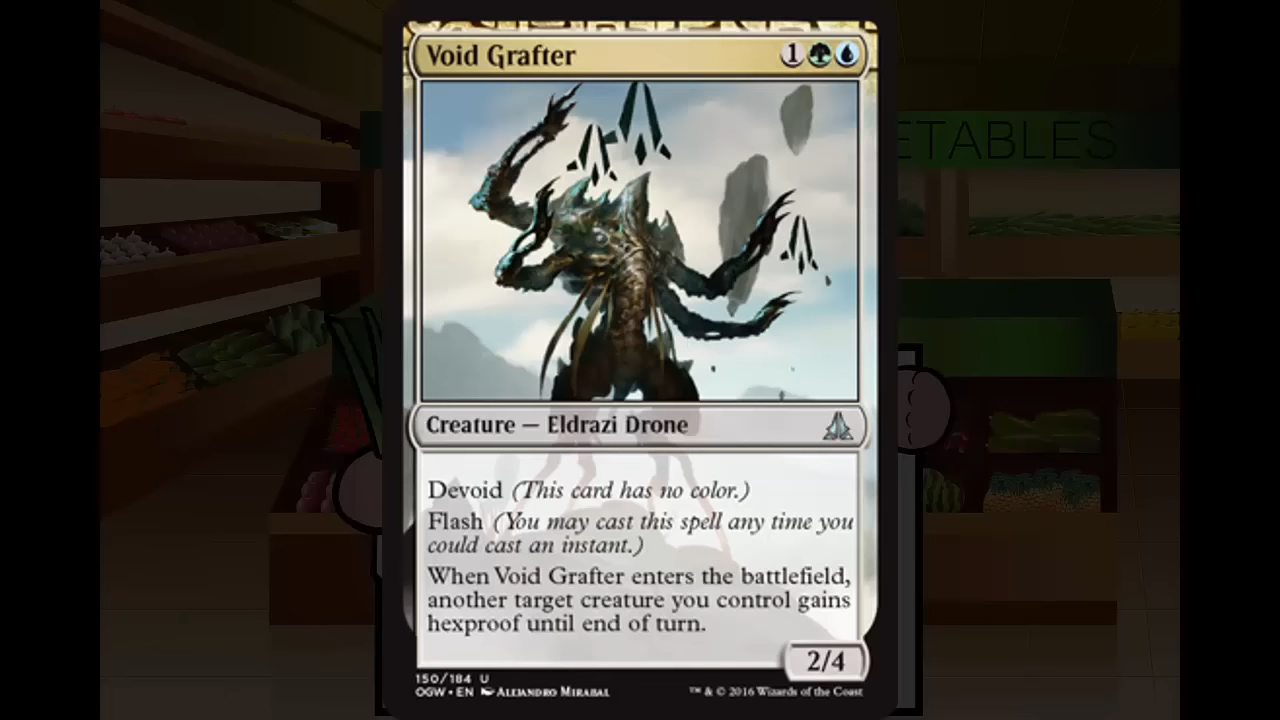 Void Grafter
1
ETABLES
Creature — Eldrazi Drone
Devoid (This card has no color.)
Flash (You may cast this spell any time you
could cast an instant.)
When Void Grafter enters the battlefield,
another target creature you control gains
hexproof until end of turn.
2/4
150/184 U
OGW • EN Alejandro Mirabal
™ & © 2016 Wizards of the Coast